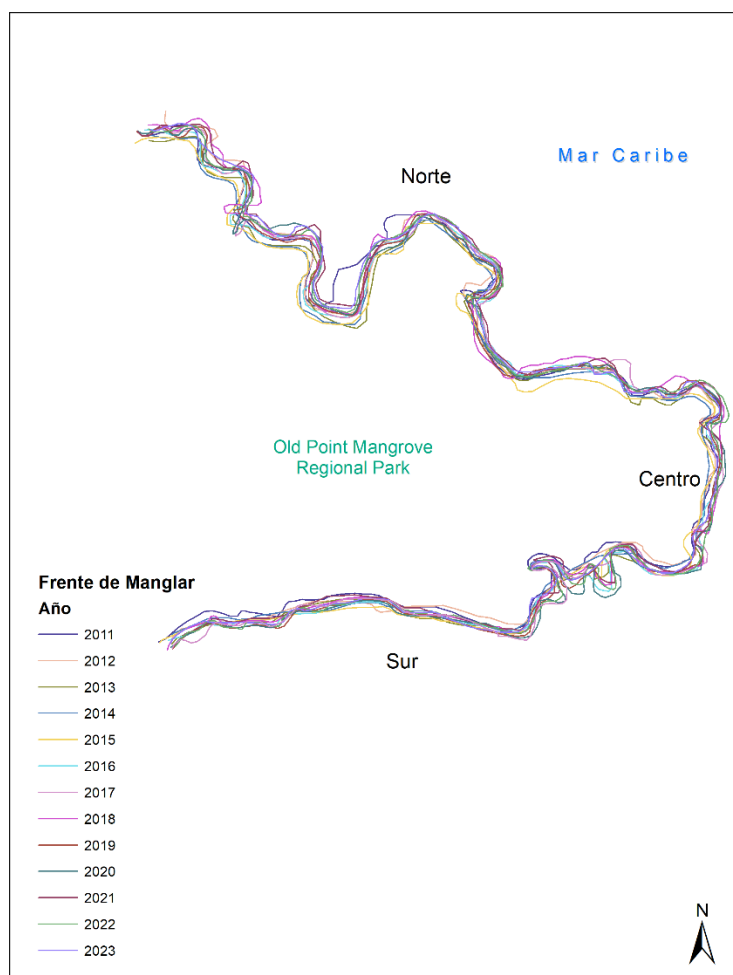 Mar Caribe
Norte
Old Point Mangrove
Regional Park
Centro
Sur
Frente de Manglar
Año
2011
2012
2013
2014
2015
2016
2017
2018
2019
2020
2021
2022
2023
N